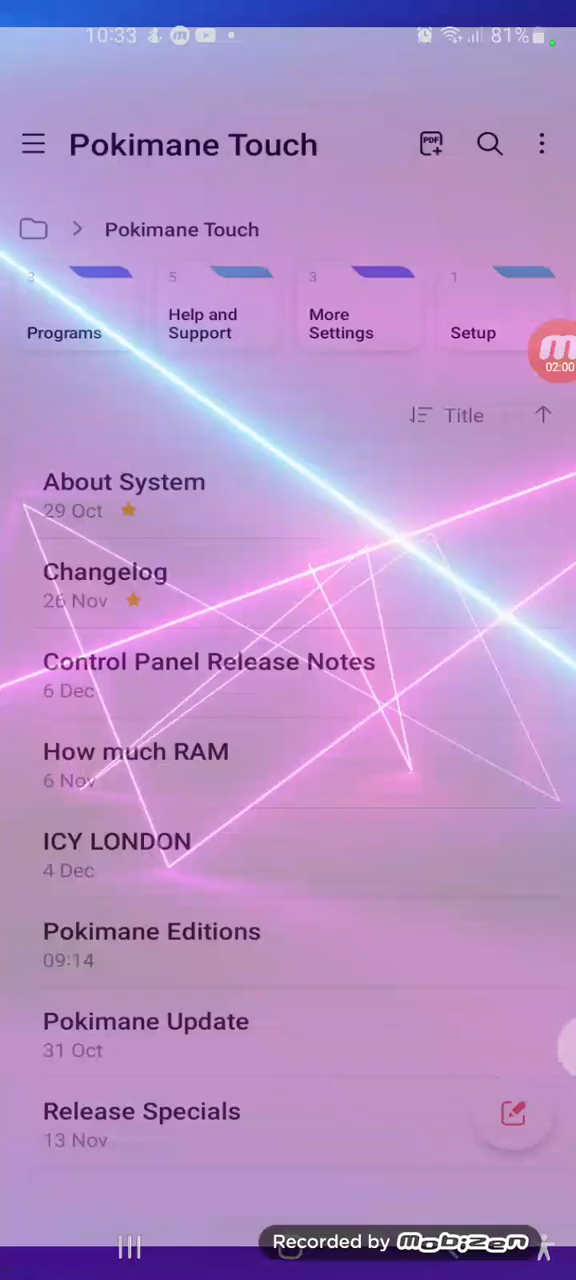 10:33
81%
Pokimane Touch
PDF
Pokimane Touch
3
5
3
1
Programs
Help and
Support
More
Settings
Setup
02:00
Title
About System
29 Oct
Changelog
26 Nov
Control Panel Release Notes
6 Dec
How much RAM
6 Nov
ICY LONDON
4 Dec
Pokimane Editions
09:14
Pokimane Update
31 Oct
Release Specials
13 Nov
Recorded by mobizen